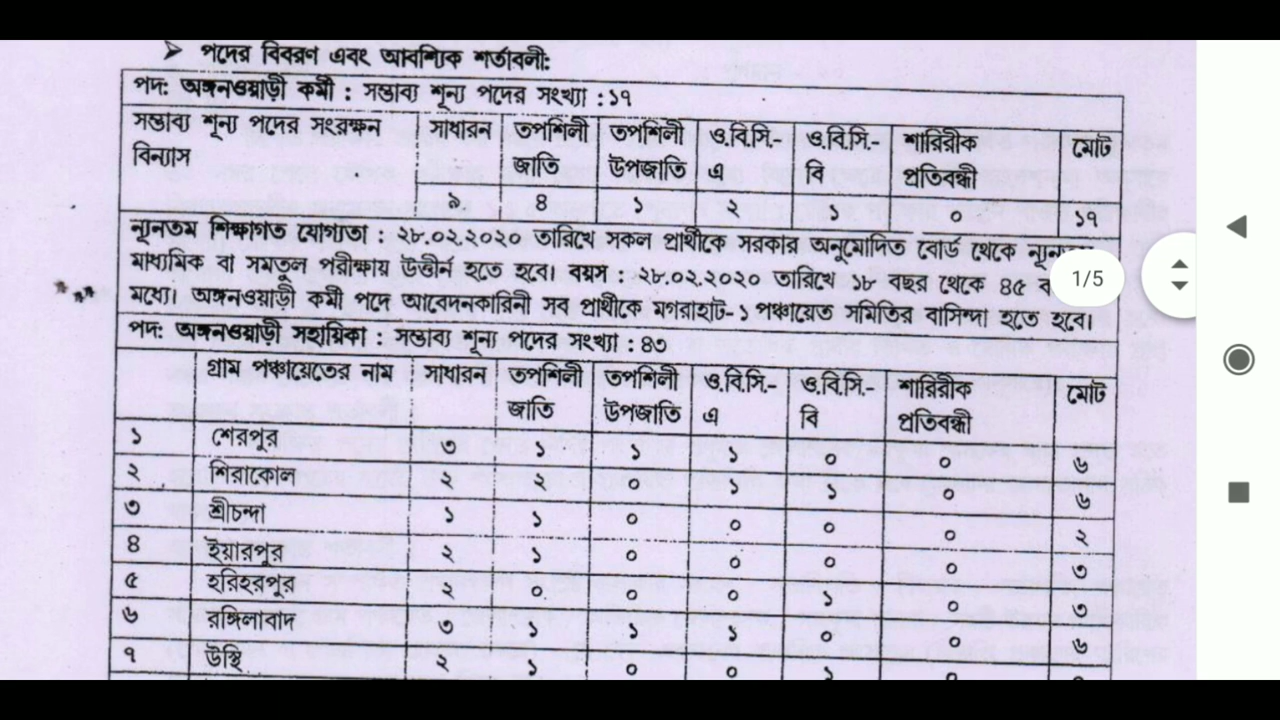 ➤ পদের বিবরণ এবং আবশ্যিক শর্তাবলী:
পদ: অঙ্গনওয়াড়ী কর্মী : সম্ভাব্য শূন্য পদের সংখ্যা : ১৭
সম্ভাব্য শূন্য পদের সংরক্ষন বিন্যাস সাধারন তপশিলী জাতি তপশিলী উপজাতি ও.বি.সি.-এ ও.বি.সি.-বি শারিরীক প্রতিবন্ধী মোট
৯ ৪ ১ ২ ১ ০ ১৭
ন্যূনতম শিক্ষাগত যোগ্যতা : ২৮.০২.২০২০ তারিখে সকল প্রার্থীকে সরকার অনুমোদিত বোর্ড থেকে
মাধ্যমিক বা সমতুল পরীক্ষায় উত্তীর্ন হতে হবে। বয়স : ২৮.০২.২০২০ তারিখে ১৮ বছর থেকে ৪৫
মধ্যে। অঙ্গনওয়াড়ী কর্মী পদে আবেদনকারিনী সব প্রার্থীকে মগরাহাট-১ পঞ্চায়েত সমিতির বাসিন্দা হতে হবে।
1/5
পদ: অঙ্গনওয়াড়ী সহায়িকা : সম্ভাব্য শূন্য পদের সংখ্যা : ৪৩
গ্রাম পঞ্চায়েতের নাম সাধারন তপশিলী জাতি তপশিলী উপজাতি ও.বি.সি.-এ ও.বি.সি.-বি শারিরীক প্রতিবন্ধী মোট
১ শেরপুর ৩ ১ ১ ১ ০ ০ ৬
২ শিরাকোল ২ ২ ০ ১ ১ ০ ৬
৩ শ্রীচন্দা ১ ১ ০ ০ ০ ০ ২
৪ ইয়ারপুর ২ ১ ০ ০ ০ ০ ৩
৫ হরিহরপুর ২ ০ ০ ০ ১ ০ ৩
৬ রঙ্গিলাবাদ ৩ ১ ১ ১ ০ ০ ৬
৭ উস্থি ২ ১ ০ ০ ১ ০